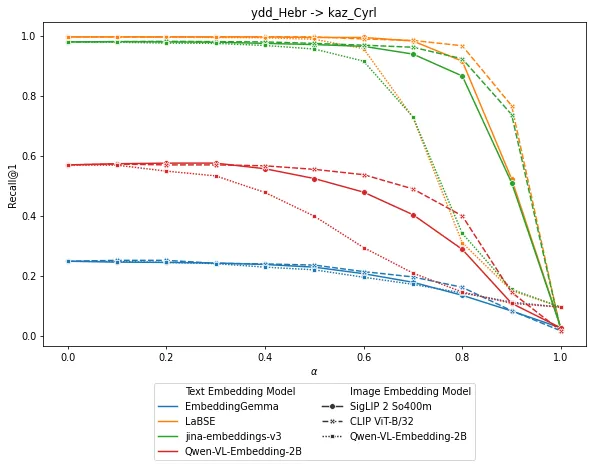 ydd_Hebr -> kaz_Cyrl
Recall@1
1.0
0.8
0.6
0.4
0.2
0.0
0.0 0.2 0.4 0.6 0.8 1.0
α
Text Embedding Model Image Embedding Model
EmbeddingGemma SigLIP 2 So400m
LaBSE CLIP ViT-B/32
jina-embeddings-v3 Qwen-VL-Embedding-2B
Qwen-VL-Embedding-2B